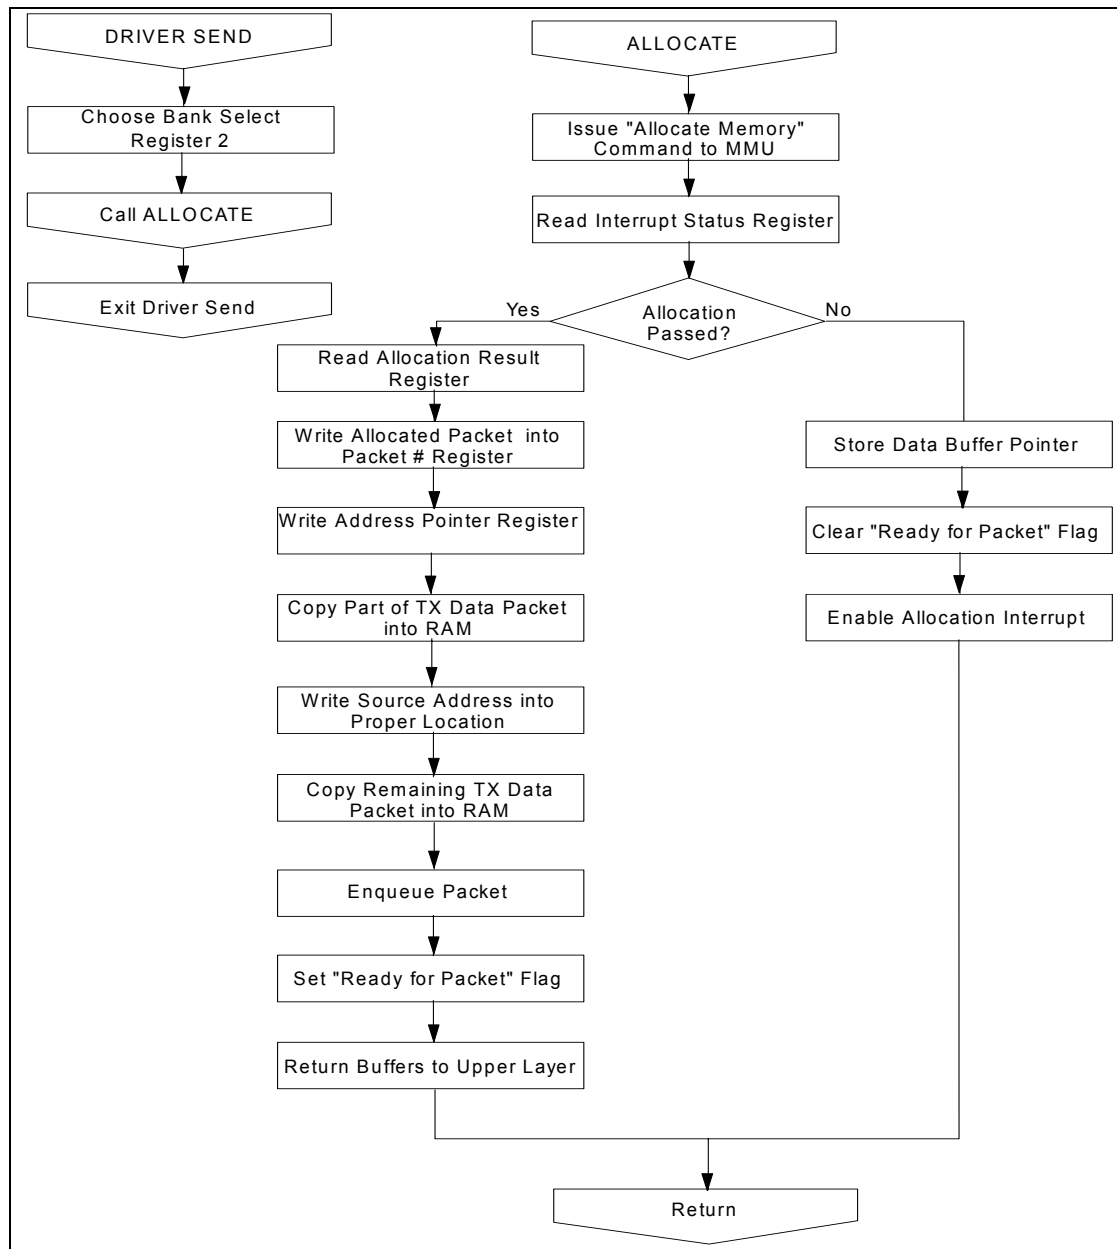 DRIVER SEND
Choose Bank Select
Register 2
Call ALLOCATE
Exit Driver Send
ALLOCATE
Issue "Allocate Memory"
Command to MMU
Read Interrupt Status Register
Allocation
Passed?
Yes
No
Read Allocation Result
Register
Write Allocated Packet into
Packet # Register
Write Address Pointer Register
Copy Part of TX Data Packet
into RAM
Write Source Address into
Proper Location
Copy Remaining TX Data
Packet into RAM
Enqueue Packet
Set "Ready for Packet" Flag
Return Buffers to Upper Layer
Store Data Buffer Pointer
Clear "Ready for Packet" Flag
Enable Allocation Interrupt
Return